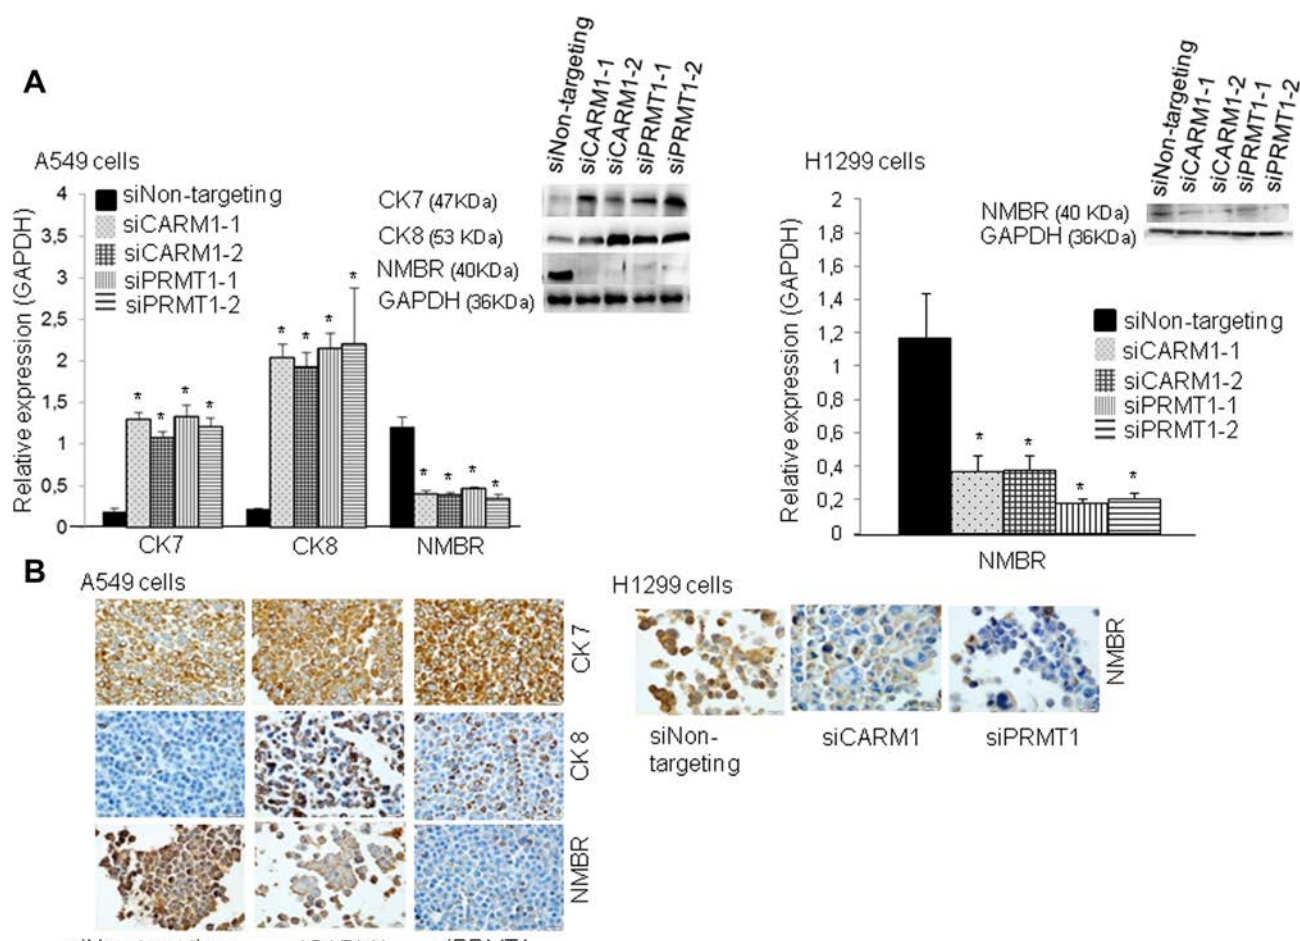 A
A549 cells
siNon-targeting
siCARM1-1
siCARM1-2
siPRMT1-1
siPRMT1-2
Relative expression (GAPDH)
4
3,5
3
2,5
2
1,5
1
0,5
0
* * * *
* * * *
* * * *
CK7
CK8
NMBR
siNon-targeting
siCARM1-1
siCARM1-2
siPRMT1-1
siPRMT1-2
CK7 (47KDa)
CK8 (53 KDa)
NMBR (40KDa)
GAPDH (36KDa)
H1299 cells
siNon-targeting
siCARM1-1
siCARM1-2
siPRMT1-1
siPRMT1-2
NMBR (40 KDa)
GAPDH (36KDa)
Relative expression (GAPDH)
2
1,8
1,6
1,4
1,2
1
0,8
0,6
0,4
0,2
0
siNon-targeting
siCARM1-1
siCARM1-2
siPRMT1-1
siPRMT1-2
* * * *
NMBR
B
A549 cells
CK 7
CK 8
NMBR
H1299 cells
NMBR
siNon-
targeting
siCARM1
siPRMT1
siPRMT1